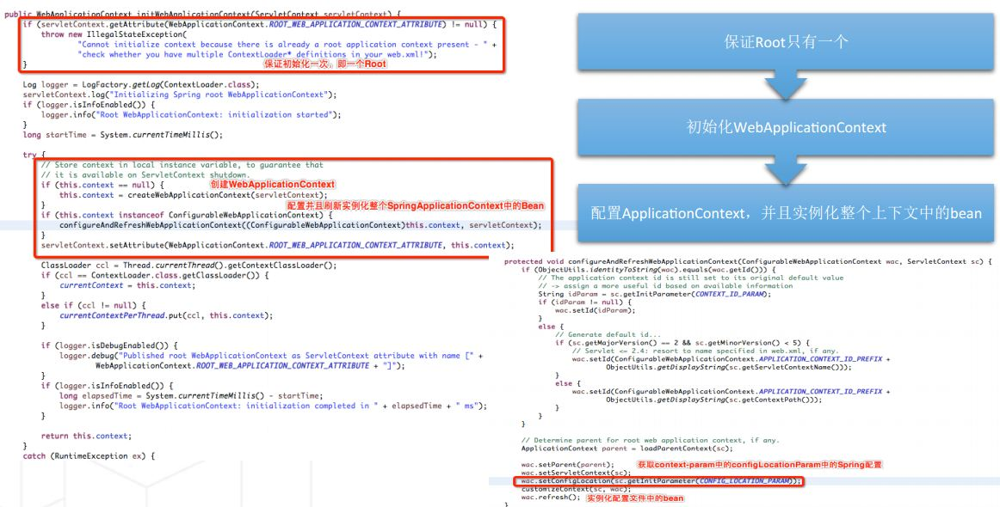 public WebApplicationContext initWebApplicationContext(ServletContext servletContext) {
if (servletContext.getAttribute(WebApplicationContext.ROOT_WEB_APPLICATION_CONTEXT_ATTRIBUTE) != null) {
throw new IllegalStateException(
"Cannot initialize context because there is already a root application context present - " +
"check whether you have multiple ContextLoader* definitions in your web.xml!");
}
保证初始化一次，即一个Root
Log logger = LogFactory.getLog(ContextLoader.class);
servletContext.log("Initializing Spring root WebApplicationContext");
if (logger.isInfoEnabled()) {
logger.info("Root WebApplicationContext: initialization started");
}
long startTime = System.currentTimeMillis();
try {
// Store context in local instance variable, to guarantee that
// it is available on ServletContext shutdown.
if (this.context == null) {
创建WebApplicationContext
this.context = createWebApplicationContext(servletContext);
}
配置并且刷新实例化整个SpringApplicationContext中的Bean
if (this.context instanceof ConfigurableWebApplicationContext) {
configureAndRefreshWebApplicationContext((ConfigurableWebApplicationContext)this.context, servletContext);
}
servletContext.setAttribute(WebApplicationContext.ROOT_WEB_APPLICATION_CONTEXT_ATTRIBUTE, this.context);
ClassLoader ccl = Thread.currentThread().getContextClassLoader();
if (ccl == ContextLoader.class.getClassLoader()) {
currentContext = this.context;
}
else if (ccl != null) {
currentContextPerThread.put(ccl, this.context);
}
if (logger.isDebugEnabled()) {
logger.debug("Published root WebApplicationContext as ServletContext attribute with name [" +
WebApplicationContext.ROOT_WEB_APPLICATION_CONTEXT_ATTRIBUTE + "]");
}
if (logger.isInfoEnabled()) {
long elapsedTime = System.currentTimeMillis() - startTime;
logger.info("Root WebApplicationContext: initialization completed in " + elapsedTime + " ms");
}
return this.context;
}
catch (RuntimeException ex) {
保证Root只有一个
初始化WebApplicationContext
配置ApplicationContext，并且实例化整个上下文中的bean
protected void configureAndRefreshWebApplicationContext(ConfigurableWebApplicationContext wac, ServletContext sc) {
if (ObjectUtils.identityToString(wac).equals(wac.getId())) {
// The application context id is still set to its original default value
// -> assign a more useful id based on available information
String idParam = sc.getInitParameter(CONTEXT_ID_PARAM);
if (idParam != null) {
wac.setId(idParam);
}
else {
// Generate default id...
if (sc.getMajorVersion() == 2 && sc.getMinorVersion() < 5) {
// Servlet <= 2.4: resort to name specified in web.xml, if any.
wac.setId(ConfigurableWebApplicationContext.APPLICATION_CONTEXT_ID_PREFIX +
ObjectUtils.getDisplayString(sc.getServletContextName()));
}
else {
wac.setId(ConfigurableWebApplicationContext.APPLICATION_CONTEXT_ID_PREFIX +
ObjectUtils.getDisplayString(sc.getContextPath()));
}
}
}
// Determine parent for root web application context, if any.
ApplicationContext parent = loadParentContext(sc);
wac.setParent(parent);
获取context-param中的configLocationParam中的Spring配置
wac.setServletContext(sc);
wac.setConfigLocation(sc.getInitParameter(CONFIG_LOCATION_PARAM));
customizeContext(sc, wac);
wac.refresh();
实例化配置文件中的bean
}